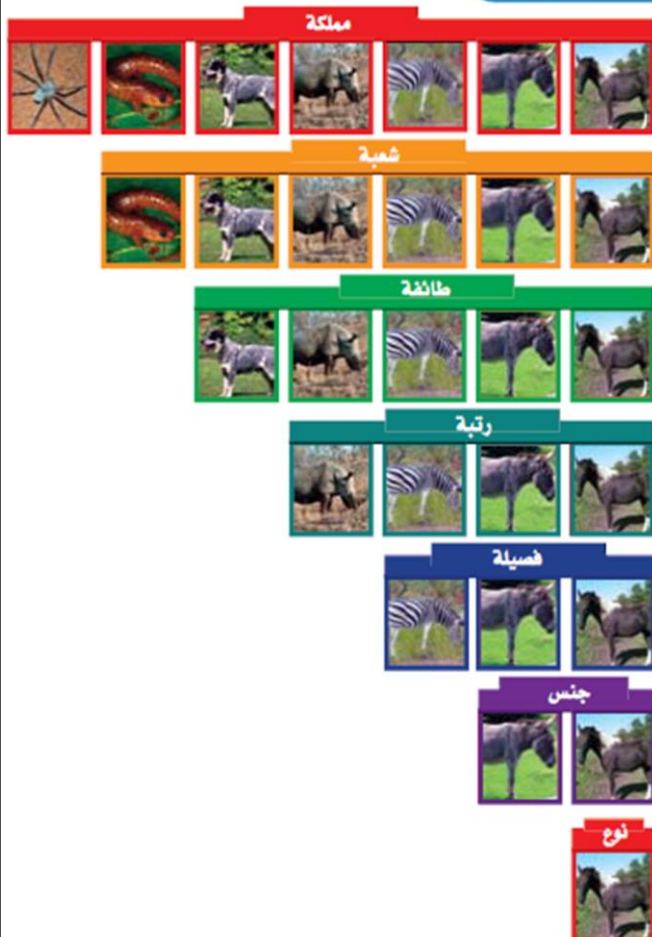 مملكة
شعبة
طائفة
رتبة
فصيلة
جنس
نوع